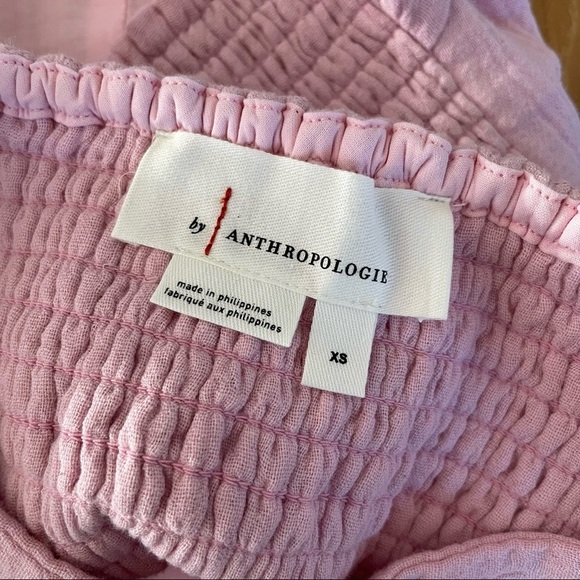 by ANTHROPOLOGIE
made in philippines
fabriqué aux philippines
XS